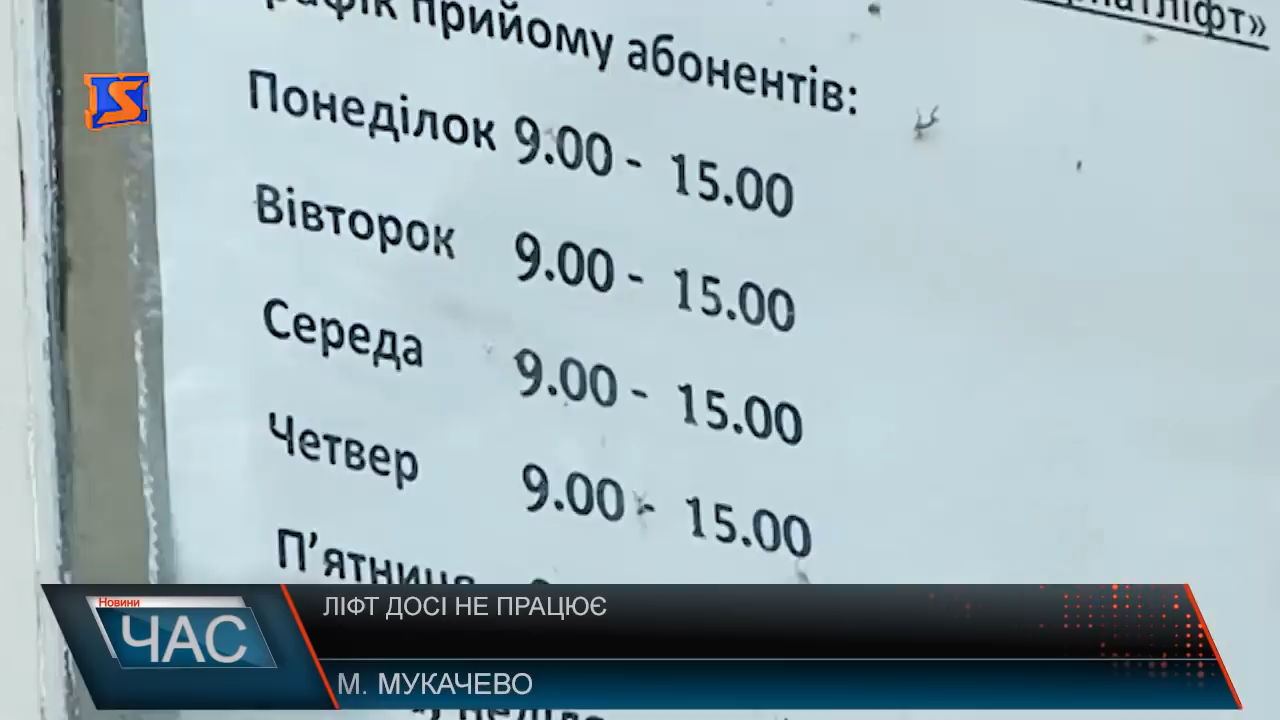 прийому абонентів:
Понеділок 9.00 - 15.00
Вівторок 9.00 - 15.00
Середа 9.00 - 15.00
Четвер 9.00 - 15.00
П’ятниця
Новини
ЧАС
ЛІФТ ДОСІ НЕ ПРАЦЮЄ
М. МУКАЧЕВО